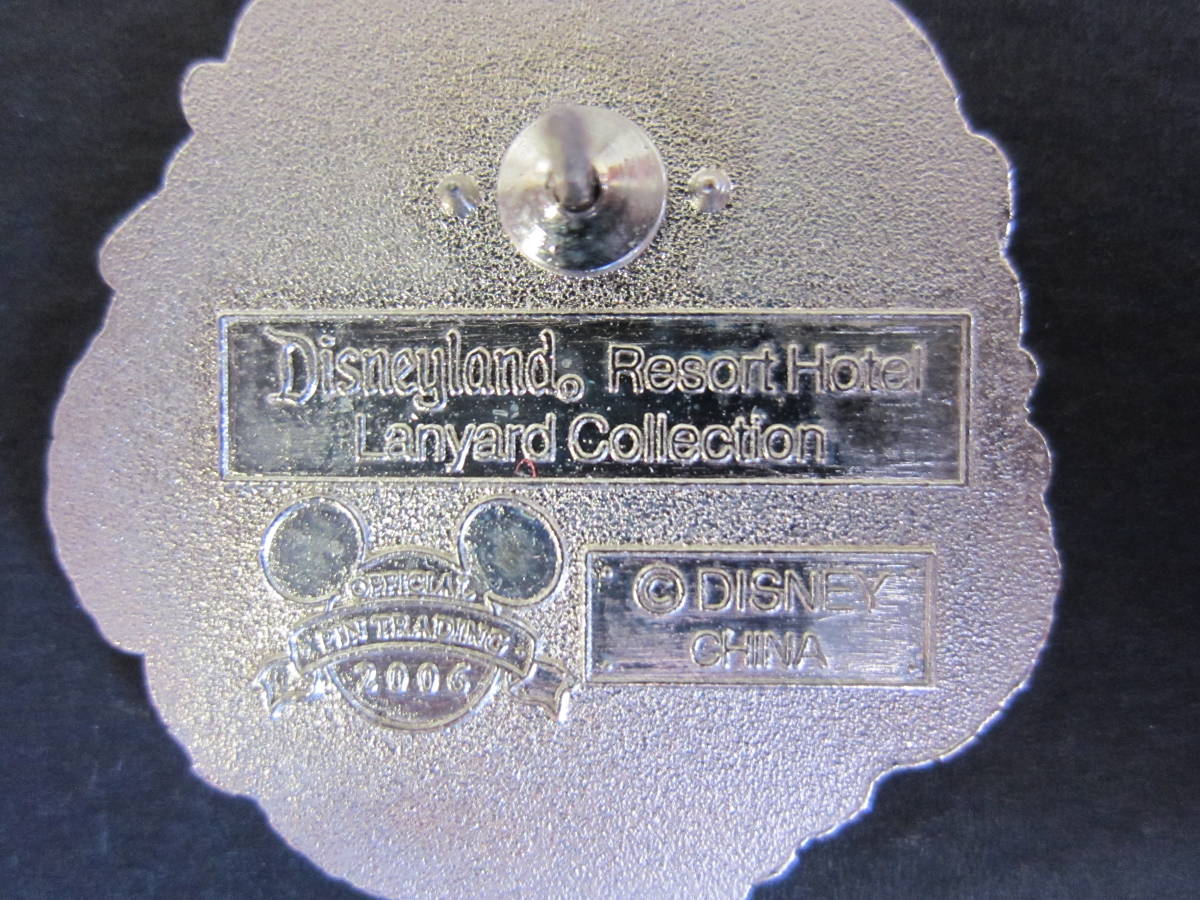 Disneyland® Resort Hotel
Lanyard Collection
OFFICIAL
PIN TRADING
2006
© DISNEY
CHINA